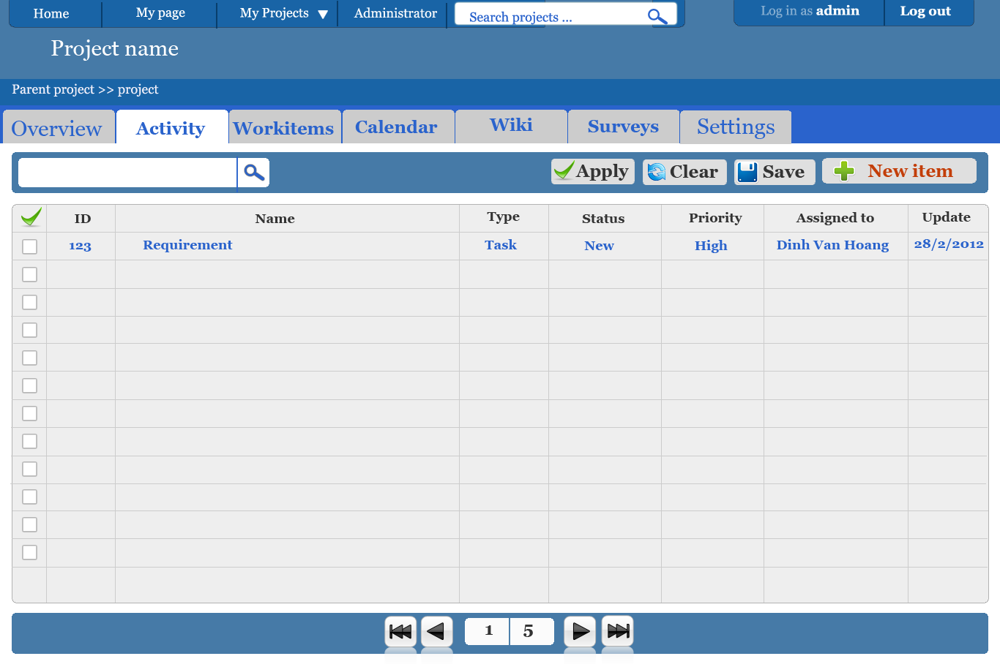 Home My page My Projects Administrator Search projects ... Log in as admin Log out
Project name
Parent project >> project
Overview Activity Workitems Calendar Wiki Surveys Settings
Apply Clear Save New item
ID Name Type Status Priority Assigned to Update
123 Requirement Task New High Dinh Van Hoang 28/2/2012
1 5